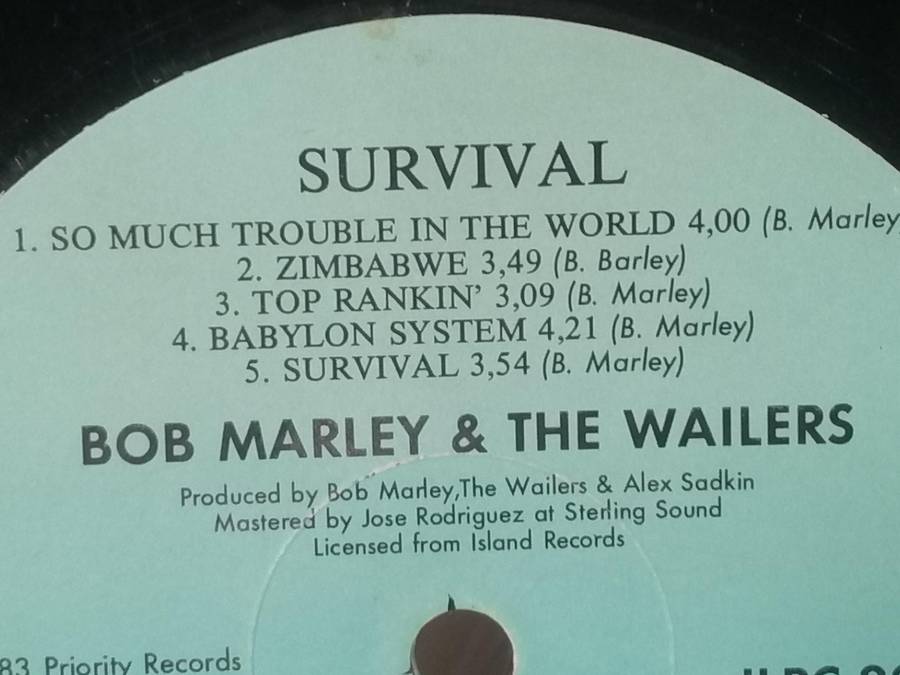 SURVIVAL
1. SO MUCH TROUBLE IN THE WORLD 4,00 (B. Marley
2. ZIMBABWE 3,49 (B. Barley)
3. TOP RANKIN' 3,09 (B. Marley)
4. BABYLON SYSTEM 4,21 (B. Marley)
5. SURVIVAL 3,54 (B. Marley)
BOB MARLEY & THE WAILERS
Produced by Bob Marley,The Wailers & Alex Sadkin
Mastered by Jose Rodriguez at Sterling Sound
Licensed from Island Records
83 Priority Records